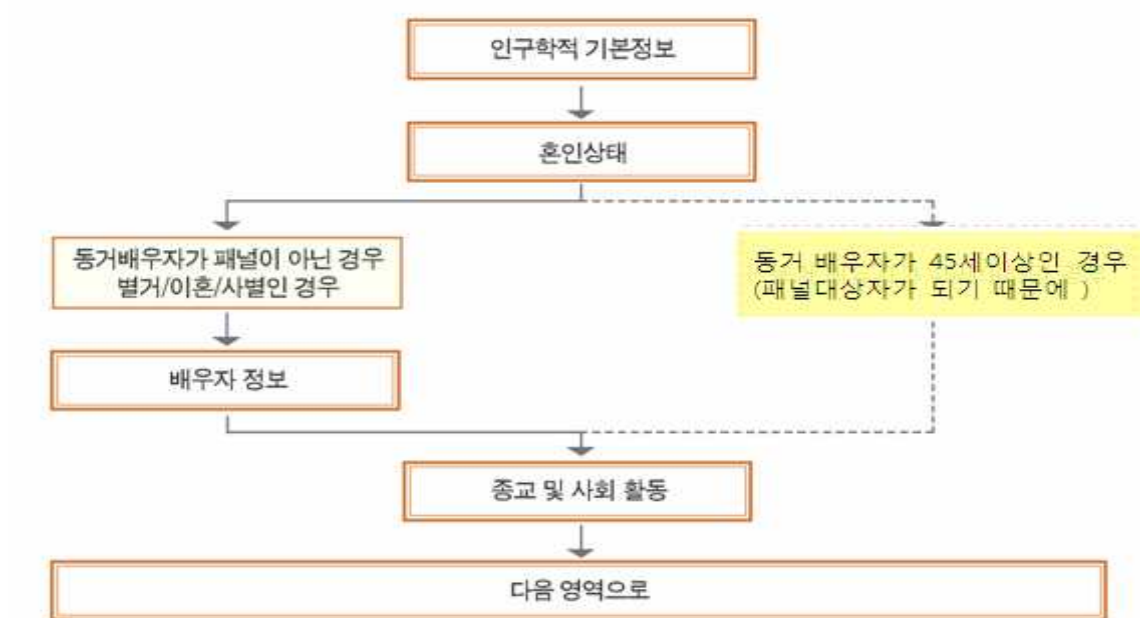 인구학적 기본정보
혼인상태
동거배우자가 패널이 아닌 경우
별거/이혼/사별인 경우
동거 배우자가 45세이상인 경우
(패널대상자가 되기 때문에 )
배우자 정보
종교 및 사회 활동
다음 영역으로